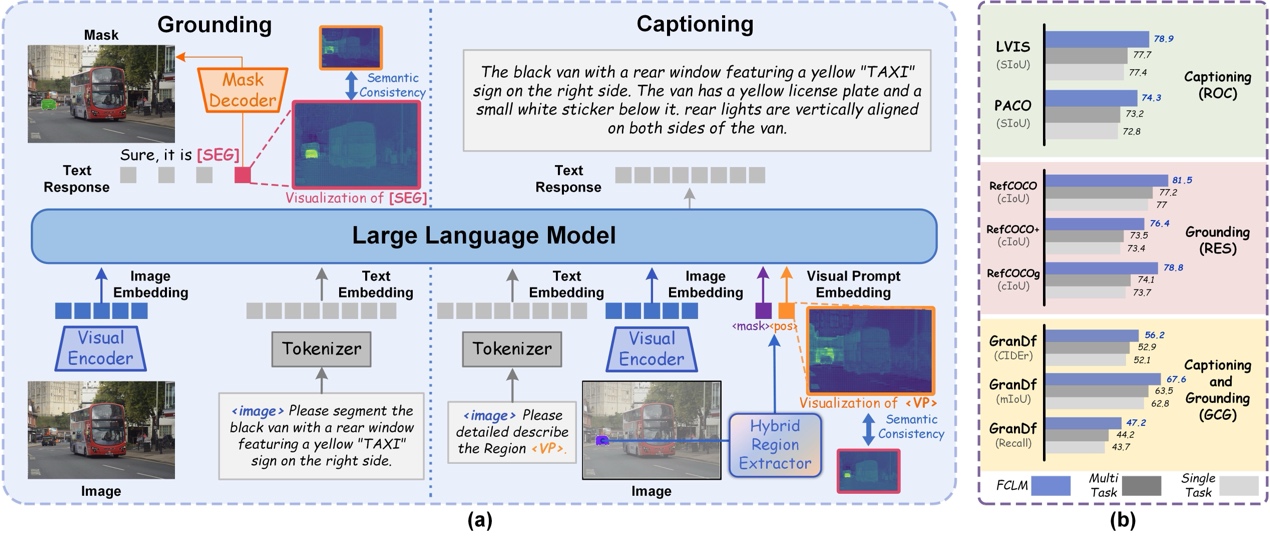 Grounding
Mask
Mask
Decoder
Semantic
Consistency
Sure, it is [SEG]
Text
Response
Visualization of [SEG]
Captioning
The black van with a rear window featuring a yellow "TAXI"
sign on the right side. The van has a yellow license plate and a
small white sticker below it. rear lights are vertically aligned
on both sides of the van.
Text
Response
Large Language Model
Image
Embedding
Text
Embedding
Text
Embedding
Image
Embedding
Visual Prompt
Embedding
<mask><pos>
Visual
Encoder
Tokenizer
Tokenizer
Visual
Encoder
<image> Please segment the
black van with a rear window
featuring a yellow "TAXI"
sign on the right side.
Image
<image> Please
detailed describe
the Region <VP>.
Image
Hybrid
Region
Extractor
Visualization of <VP>
Semantic
Consistency
(a)
LVIS
(SIoU)
78.9
77.7
77.4
PACO
(SIoU)
74.3
73.2
72.8
Captioning
(ROC)
RefCOCO
(cIoU)
81.5
77.2
77
RefCOCO+
(cIoU)
76.4
73.5
73.4
RefCOCOg
(cIoU)
78.8
74.1
73.7
Grounding
(RES)
GranDf
(CIDEr)
56.2
52.9
52.1
GranDf
(mIoU)
67.6
63.5
62.8
GranDf
(Recall)
47.2
44.2
43.7
Captioning
and
Grounding
(GCG)
FCLM
Multi
Task
Single
Task
(b)